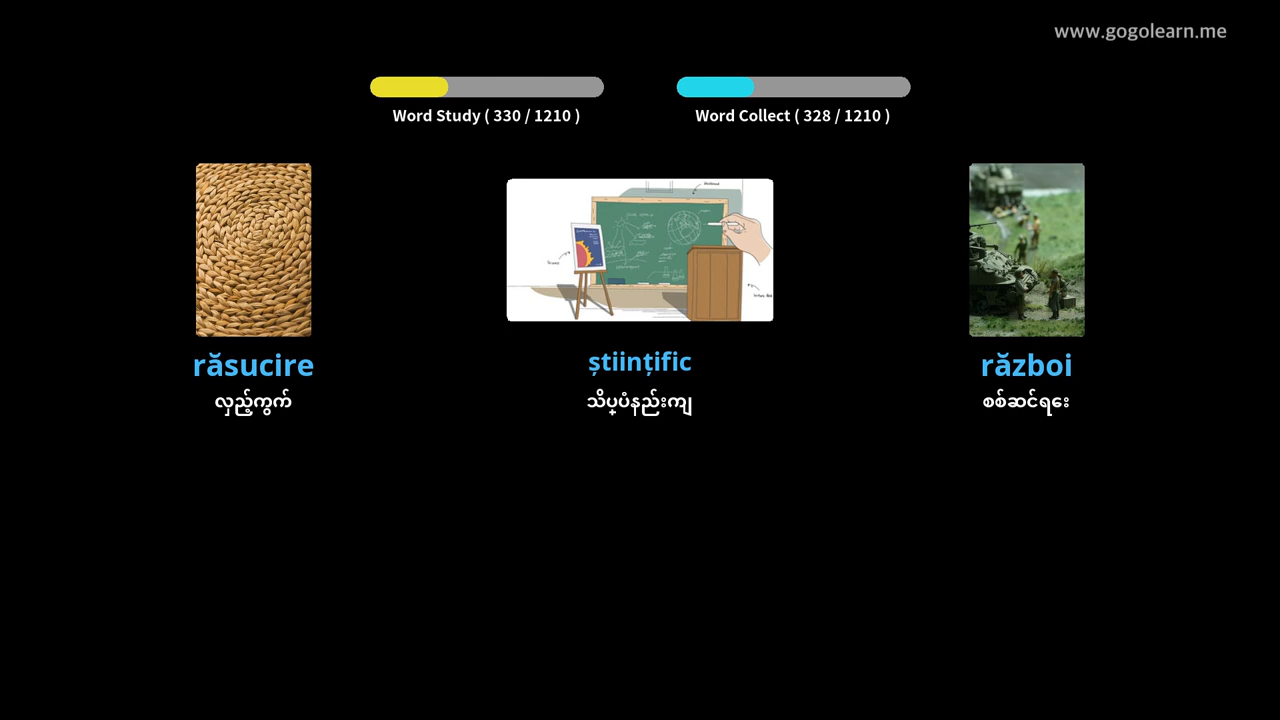 www.gogolearn.me
Word Study ( 330 / 1210 )
Word Collect ( 328 / 1210 )
răsucire
științific
război
လှည့်ကွက်
သိပ္ပံနည်းကျ
စစ်ဆင်ရေး